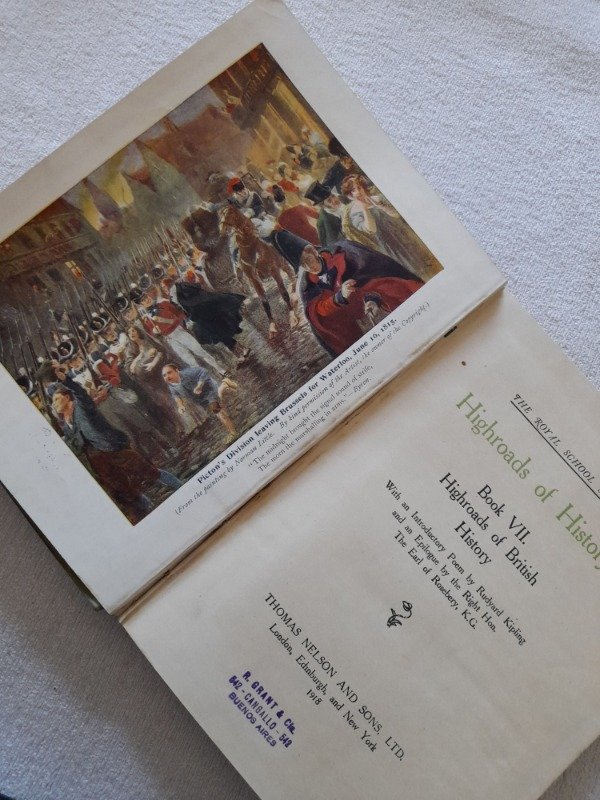 Picton's Division leaving Brussels for Waterloo, June 16, 1815.
(From the painting by Norman Little. By kind permission of the Artist, the owner of the Copyright.)
"The midnight brought the signal sound of strife,
The morn the marshalling in arms."—Byron.
THE ROYAL SCHOOL
Highroads of History
Book VII.
Highroads of British
History
With an Introductory Poem by Rudyard Kipling
and an Epilogue by the Right Hon.
The Earl of Rosebery, K.G.
THOMAS NELSON AND SONS, LTD.
London, Edinburgh, and New York
1918
R. GRANT & Cia.
542 - CANGALLO - 542
BUENOS AIRES